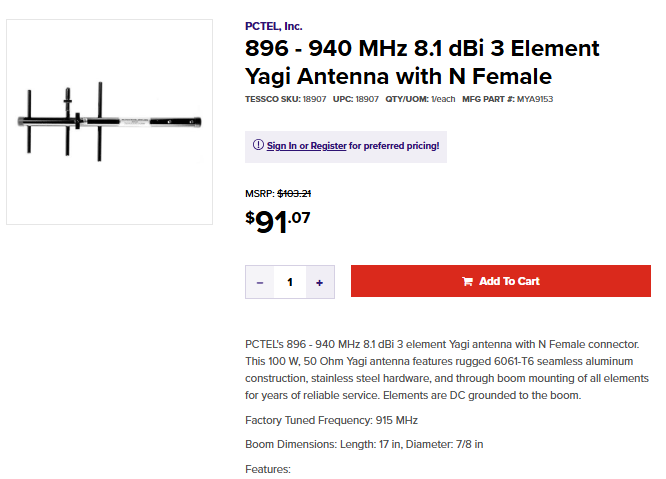 PCTEL, Inc.
896 - 940 MHz 8.1 dBi 3 Element
Yagi Antenna with N Female
TESSCO SKU: 18907 UPC: 18907 QTY/UOM: 1/each MFG PART #: MYA9153
Sign In or Register for preferred pricing!
MSRP: $103.21
$91.07
− 1 +
Add To Cart
PCTEL's 896 - 940 MHz 8.1 dBi 3 element Yagi antenna with N Female connector.
This 100 W, 50 Ohm Yagi antenna features rugged 6061-T6 seamless aluminum
construction, stainless steel hardware, and through boom mounting of all elements
for years of reliable service. Elements are DC grounded to the boom.
Factory Tuned Frequency: 915 MHz
Boom Dimensions: Length: 17 in, Diameter: 7/8 in
Features: